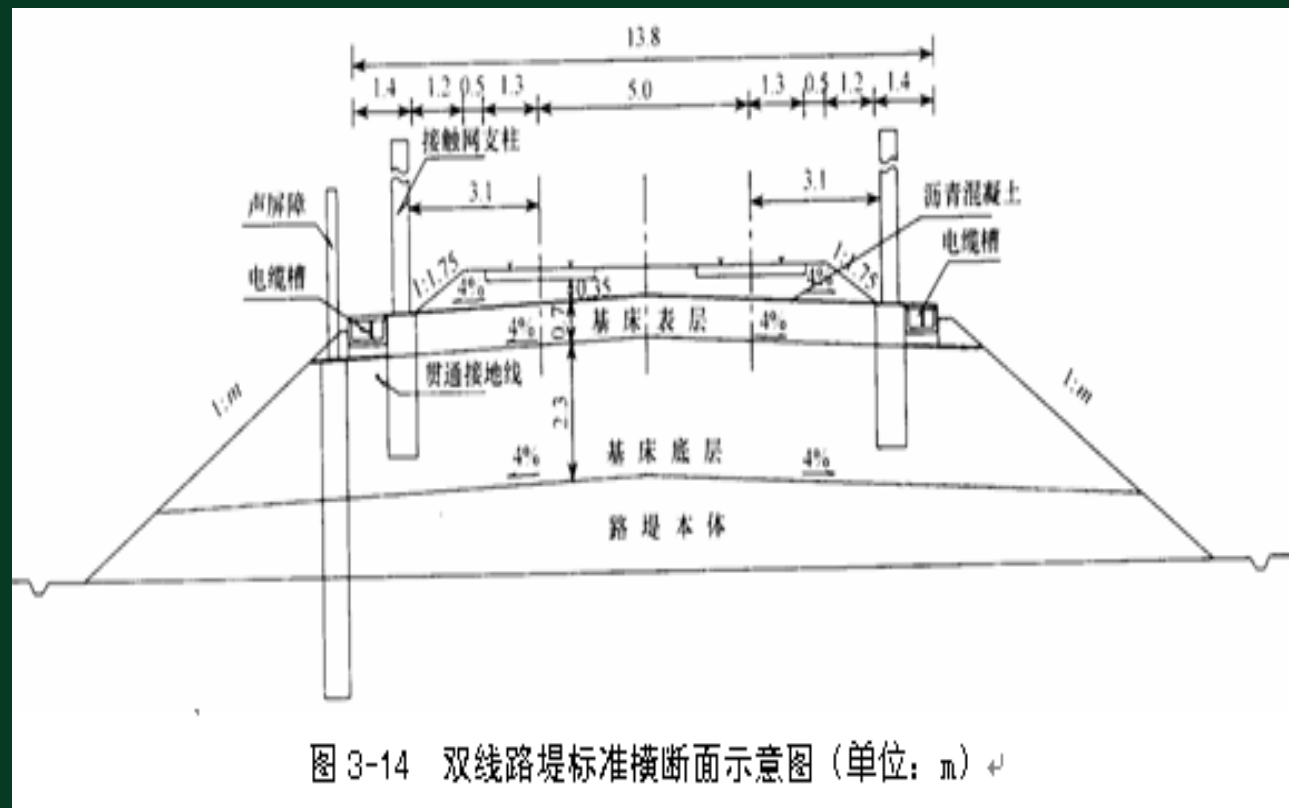 13.8
1.4 1.2 0.5 1.3 5.0 1.3 0.5 1.2 1.4
接触网支柱
3.1 3.1
声屏障
沥青混凝土
电缆槽
电缆槽
1:1.75 1:1.75
4% 0.35 4%
0.7 基床表层
4% 4%
贯通接地线
1:m 1:m
2.3
4% 基床底层 4%
路堤本体
图 3-14 双线路堤标准横断面示意图（单位：m）↵